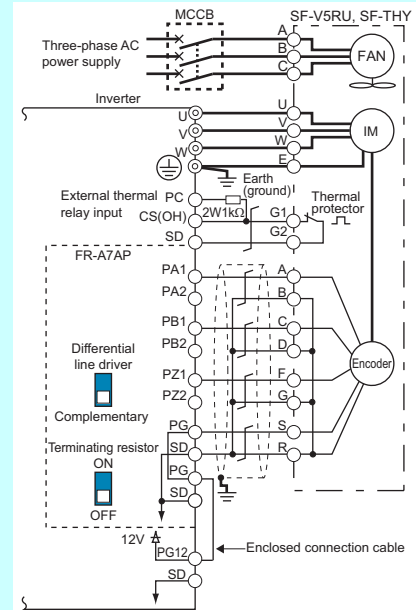 MCCB
SF-V5RU, SF-THY
Three-phase AC
power supply
A
B
C
FAN
Inverter
U
V
W
U
V
W
E
IM
Earth
(ground)
External thermal
relay input
PC
CS(OH)
SD
2W1kΩ
G1
G2
Thermal
protector
FR-A7AP
PA1
PA2
PB1
PB2
PZ1
PZ2
PG
SD
PG
SD
A
B
C
D
F
G
S
R
Encoder
Differential
line driver
Complementary
Terminating resistor
ON
OFF
12V
PG12
SD
Enclosed connection cable